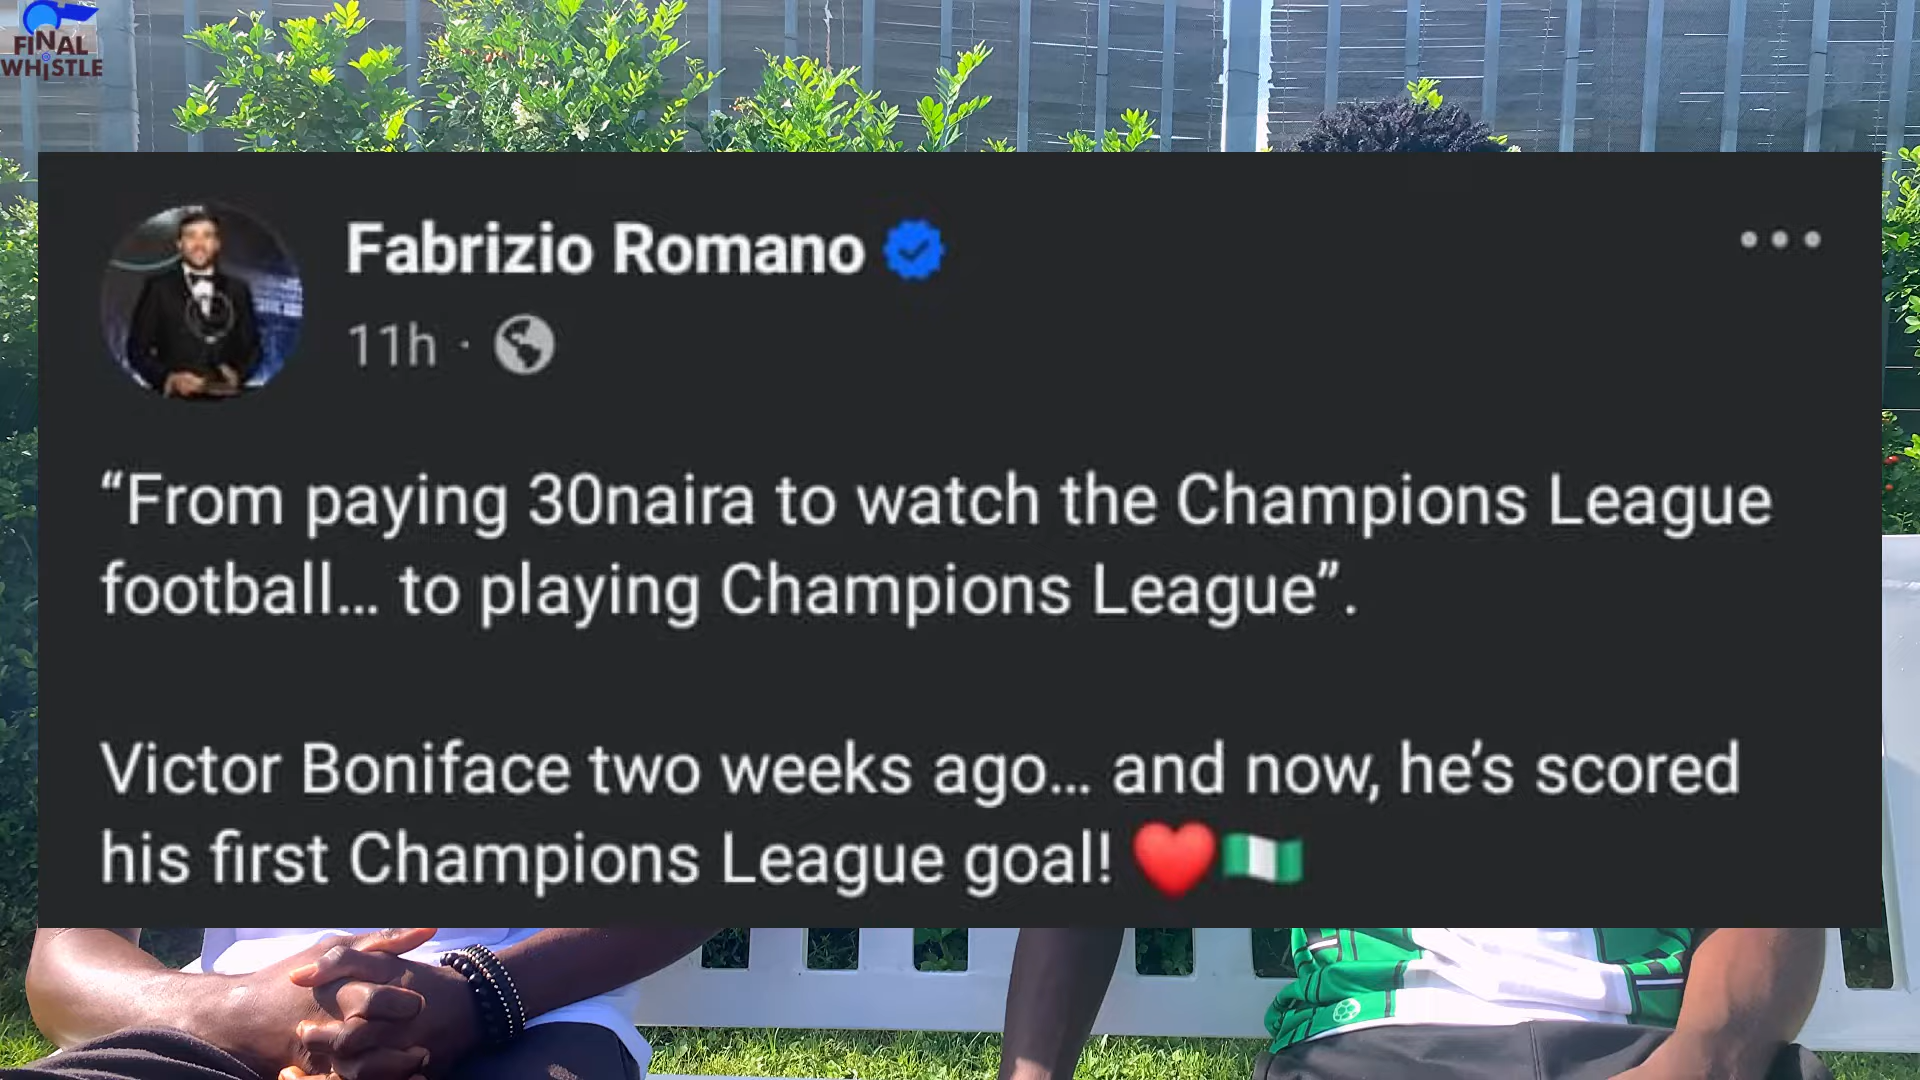 FINAL
WHISTLE
Fabrizio Romano
11h ·
“From paying 30naira to watch the Champions League
football... to playing Champions League”.
Victor Boniface two weeks ago... and now, he’s scored
his first Champions League goal! ❤️🇳🇬